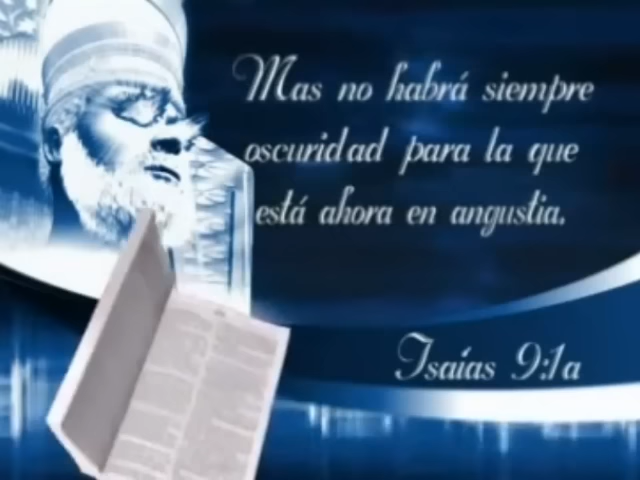 Mas no habrá siempre
oscuridad para la que
está ahora en angustia.
Isaías 9:1a